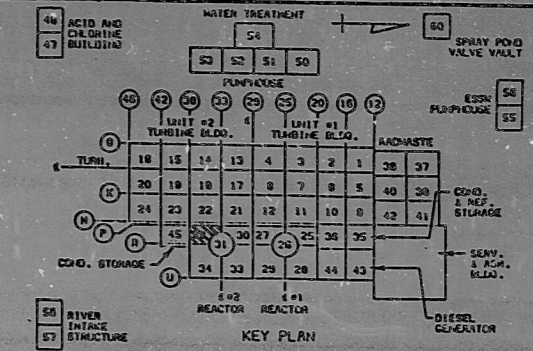 46 ACID AND
47 CHLORINE
BUILDING
WATER TREATMENT
54
53 52 51 50
PUMPHOUSE
60
SPRAY POND
VALVE VAULT
ESSW
PUMPHOUSE
55
46 42 38 33 29 25 20 16 12
UNIT #2
TURBINE BLDG.
UNIT #1
TURBINE BLDG.
RADWASTE
G
TURB.
16 15 14 13 4 3 2 1 38 37
K
20 19 18 17 8 7 6 5 40 39
N
24 23 22 21 12 11 10 9 42 41
P
R
45 31 30 27 26 25 36 35
COND. STORAGE
U
34 33 29 28 44 43
COND.
& REF.
STORAGE
SERV.
& ADM.
BLDG.
DIESEL
GENERATOR
#2
REACTOR
#1
REACTOR
RIVER
INTAKE
57 STRUCTURE
KEY PLAN